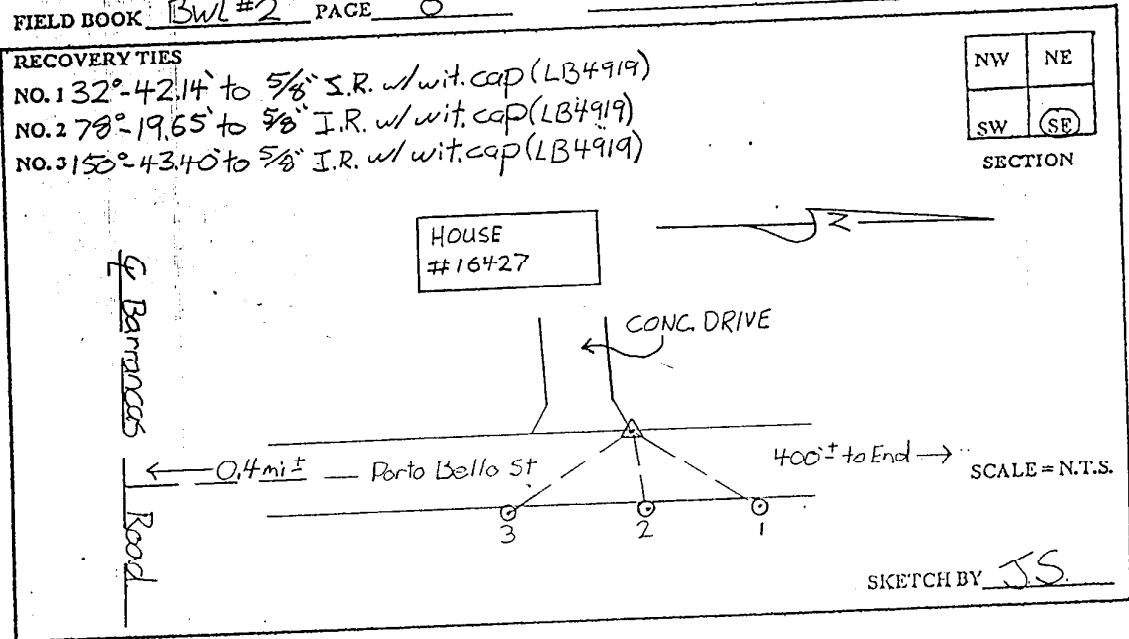 FIELD BOOK BWL #2 PAGE 8
RECOVERY TIES
NO. 1 32°-42.14' to 5/8" I.R. w/ wit. cap (LB4919)
NO. 2 78°-19.65' to 5/8" I.R. w/ wit. cap (LB4919)
NO. 3 150°-43.40' to 5/8" I.R. w/ wit. cap (LB4919)
NW NE
SW SE
SECTION
HOUSE
#16427
N
CONC. DRIVE
℄ Barrancas Road
0.4 mi ± Porto Bello St
400' ± to End
SCALE = N.T.S.
3 2 1
SKETCH BY J.S.